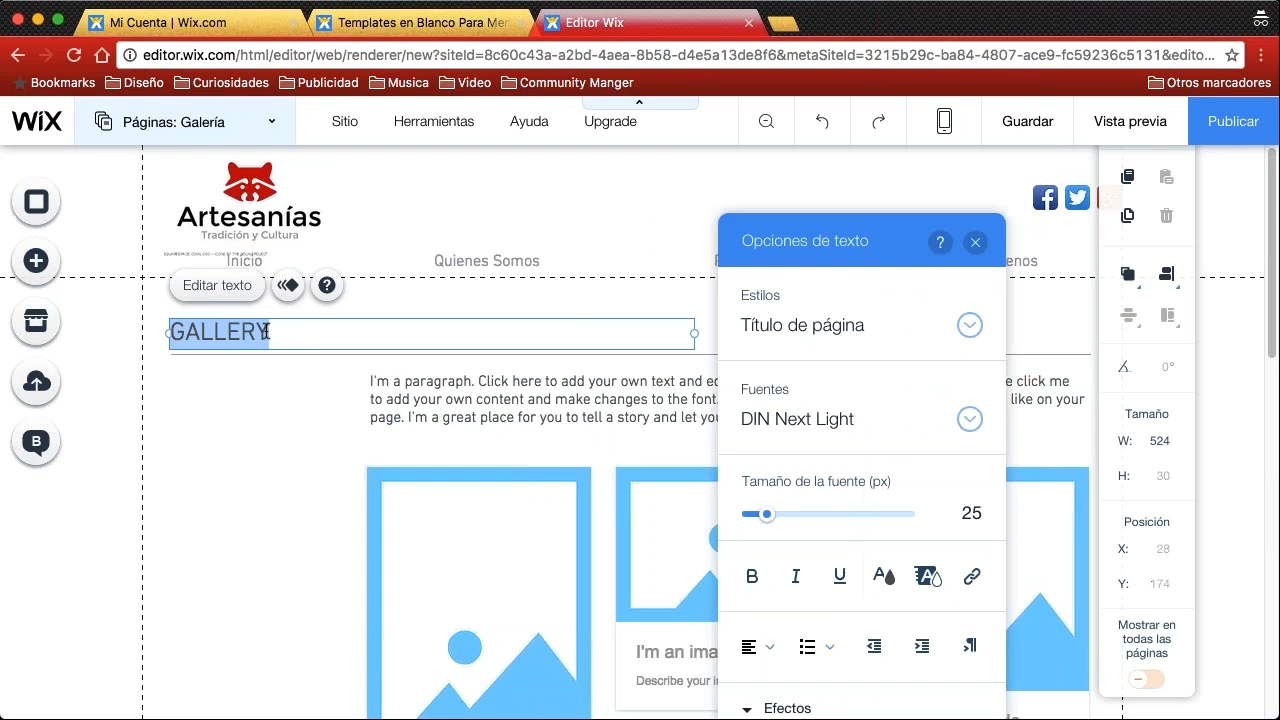 Mi Cuenta | Wix.com
Templates en Blanco Para Mer
Editor Wix
editor.wix.com/html/editor/web/renderer/new?siteId=8c60c43a-a2bd-4aea-8b58-d4e5a13de8f6&metaSiteId=3215b29c-ba84-4807-ace9-fc59236c5131&edito...
Bookmarks Diseño Curiosidades Publicidad Musica Video Community Manger Otros marcadores
WiX Páginas: Galería Sitio Herramientas Ayuda Upgrade Guardar Vista previa Publicar
Artesanías
Tradición y Cultura
Inicio Quienes Somos
Editar texto
GALLERY
I'm a paragraph. Click here to add your own text and
click me
to add your own content and make changes to the font.
like on your
page. I'm a great place for you to tell a story and let
I'm an
Describe your
B
Opciones de texto ?
Estilos
Título de página
Fuentes
DIN Next Light
Tamaño de la fuente (px)
25
B I U A A
Efectos
0°
Tamaño
W: 524
H: 30
Posición
X: 28
Y: 174
Mostrar en
todas las
páginas